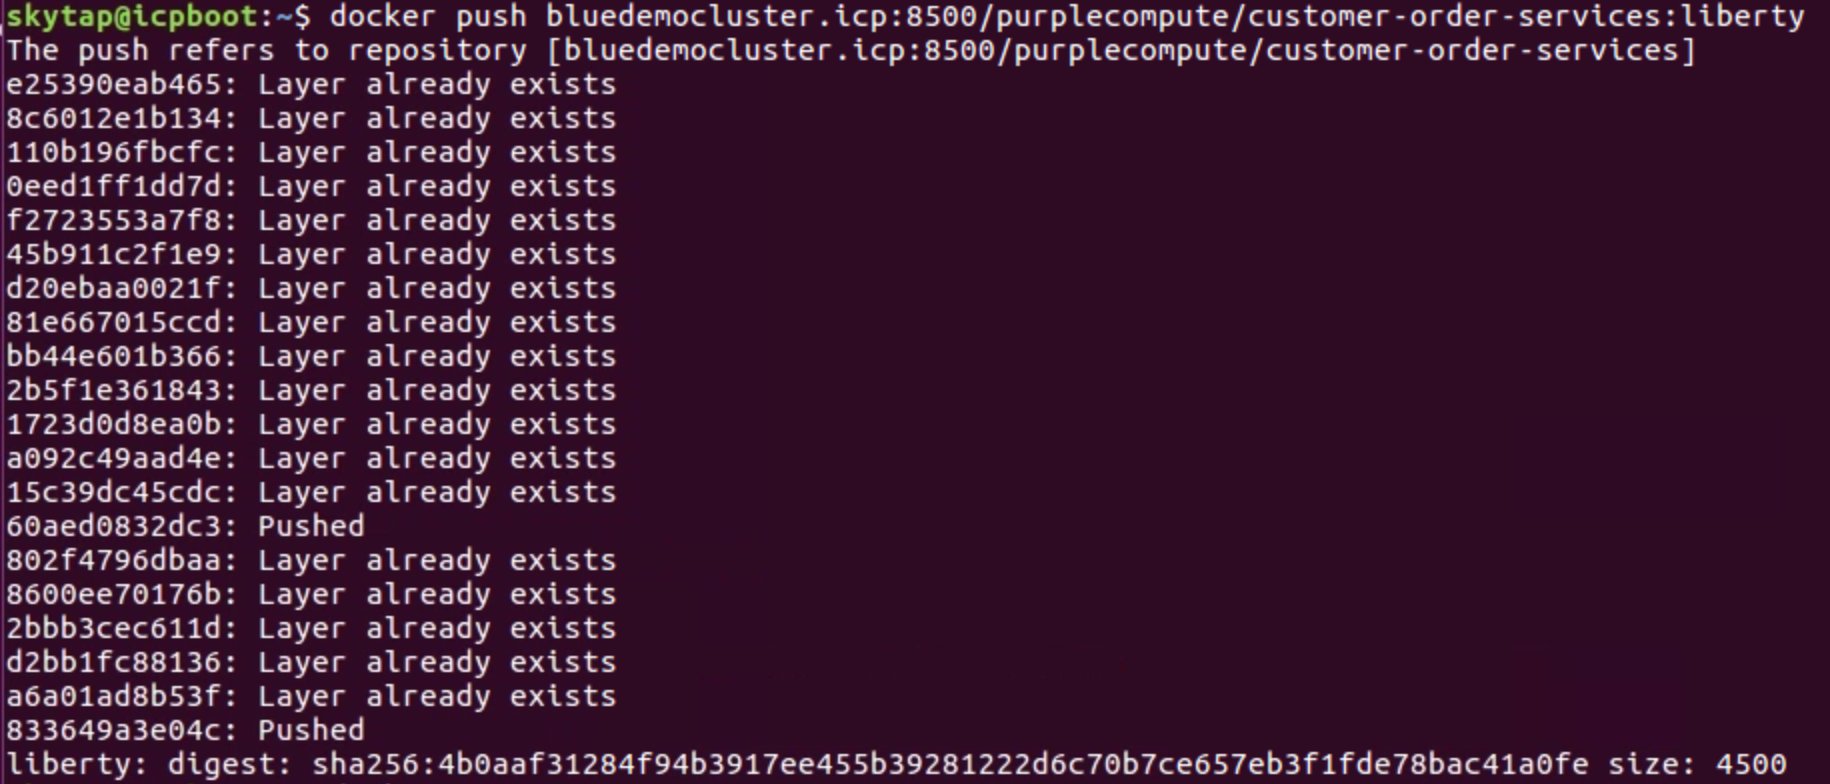 skytap@icpboot:~$ docker push bluedemocluster.icp:8500/purplecompute/customer-order-services:liberty
The push refers to repository [bluedemocluster.icp:8500/purplecompute/customer-order-services]
e25390eab465: Layer already exists
8c6012e1b134: Layer already exists
110b196fbcfc: Layer already exists
0eed1ff1dd7d: Layer already exists
f2723553a7f8: Layer already exists
45b911c2f1e9: Layer already exists
d20ebaa0021f: Layer already exists
81e667015ccd: Layer already exists
bb44e601b366: Layer already exists
2b5f1e361843: Layer already exists
1723d0d8ea0b: Layer already exists
a092c49aad4e: Layer already exists
15c39dc45cdc: Layer already exists
60aed0832dc3: Pushed
802f4796dbaa: Layer already exists
8600ee70176b: Layer already exists
2bbb3cec611d: Layer already exists
d2bb1fc88136: Layer already exists
a6a01ad8b53f: Layer already exists
833649a3e04c: Pushed
liberty: digest: sha256:4b0aaf31284f94b3917ee455b39281222d6c70b7ce657eb3f1fde78bac41a0fe size: 4500